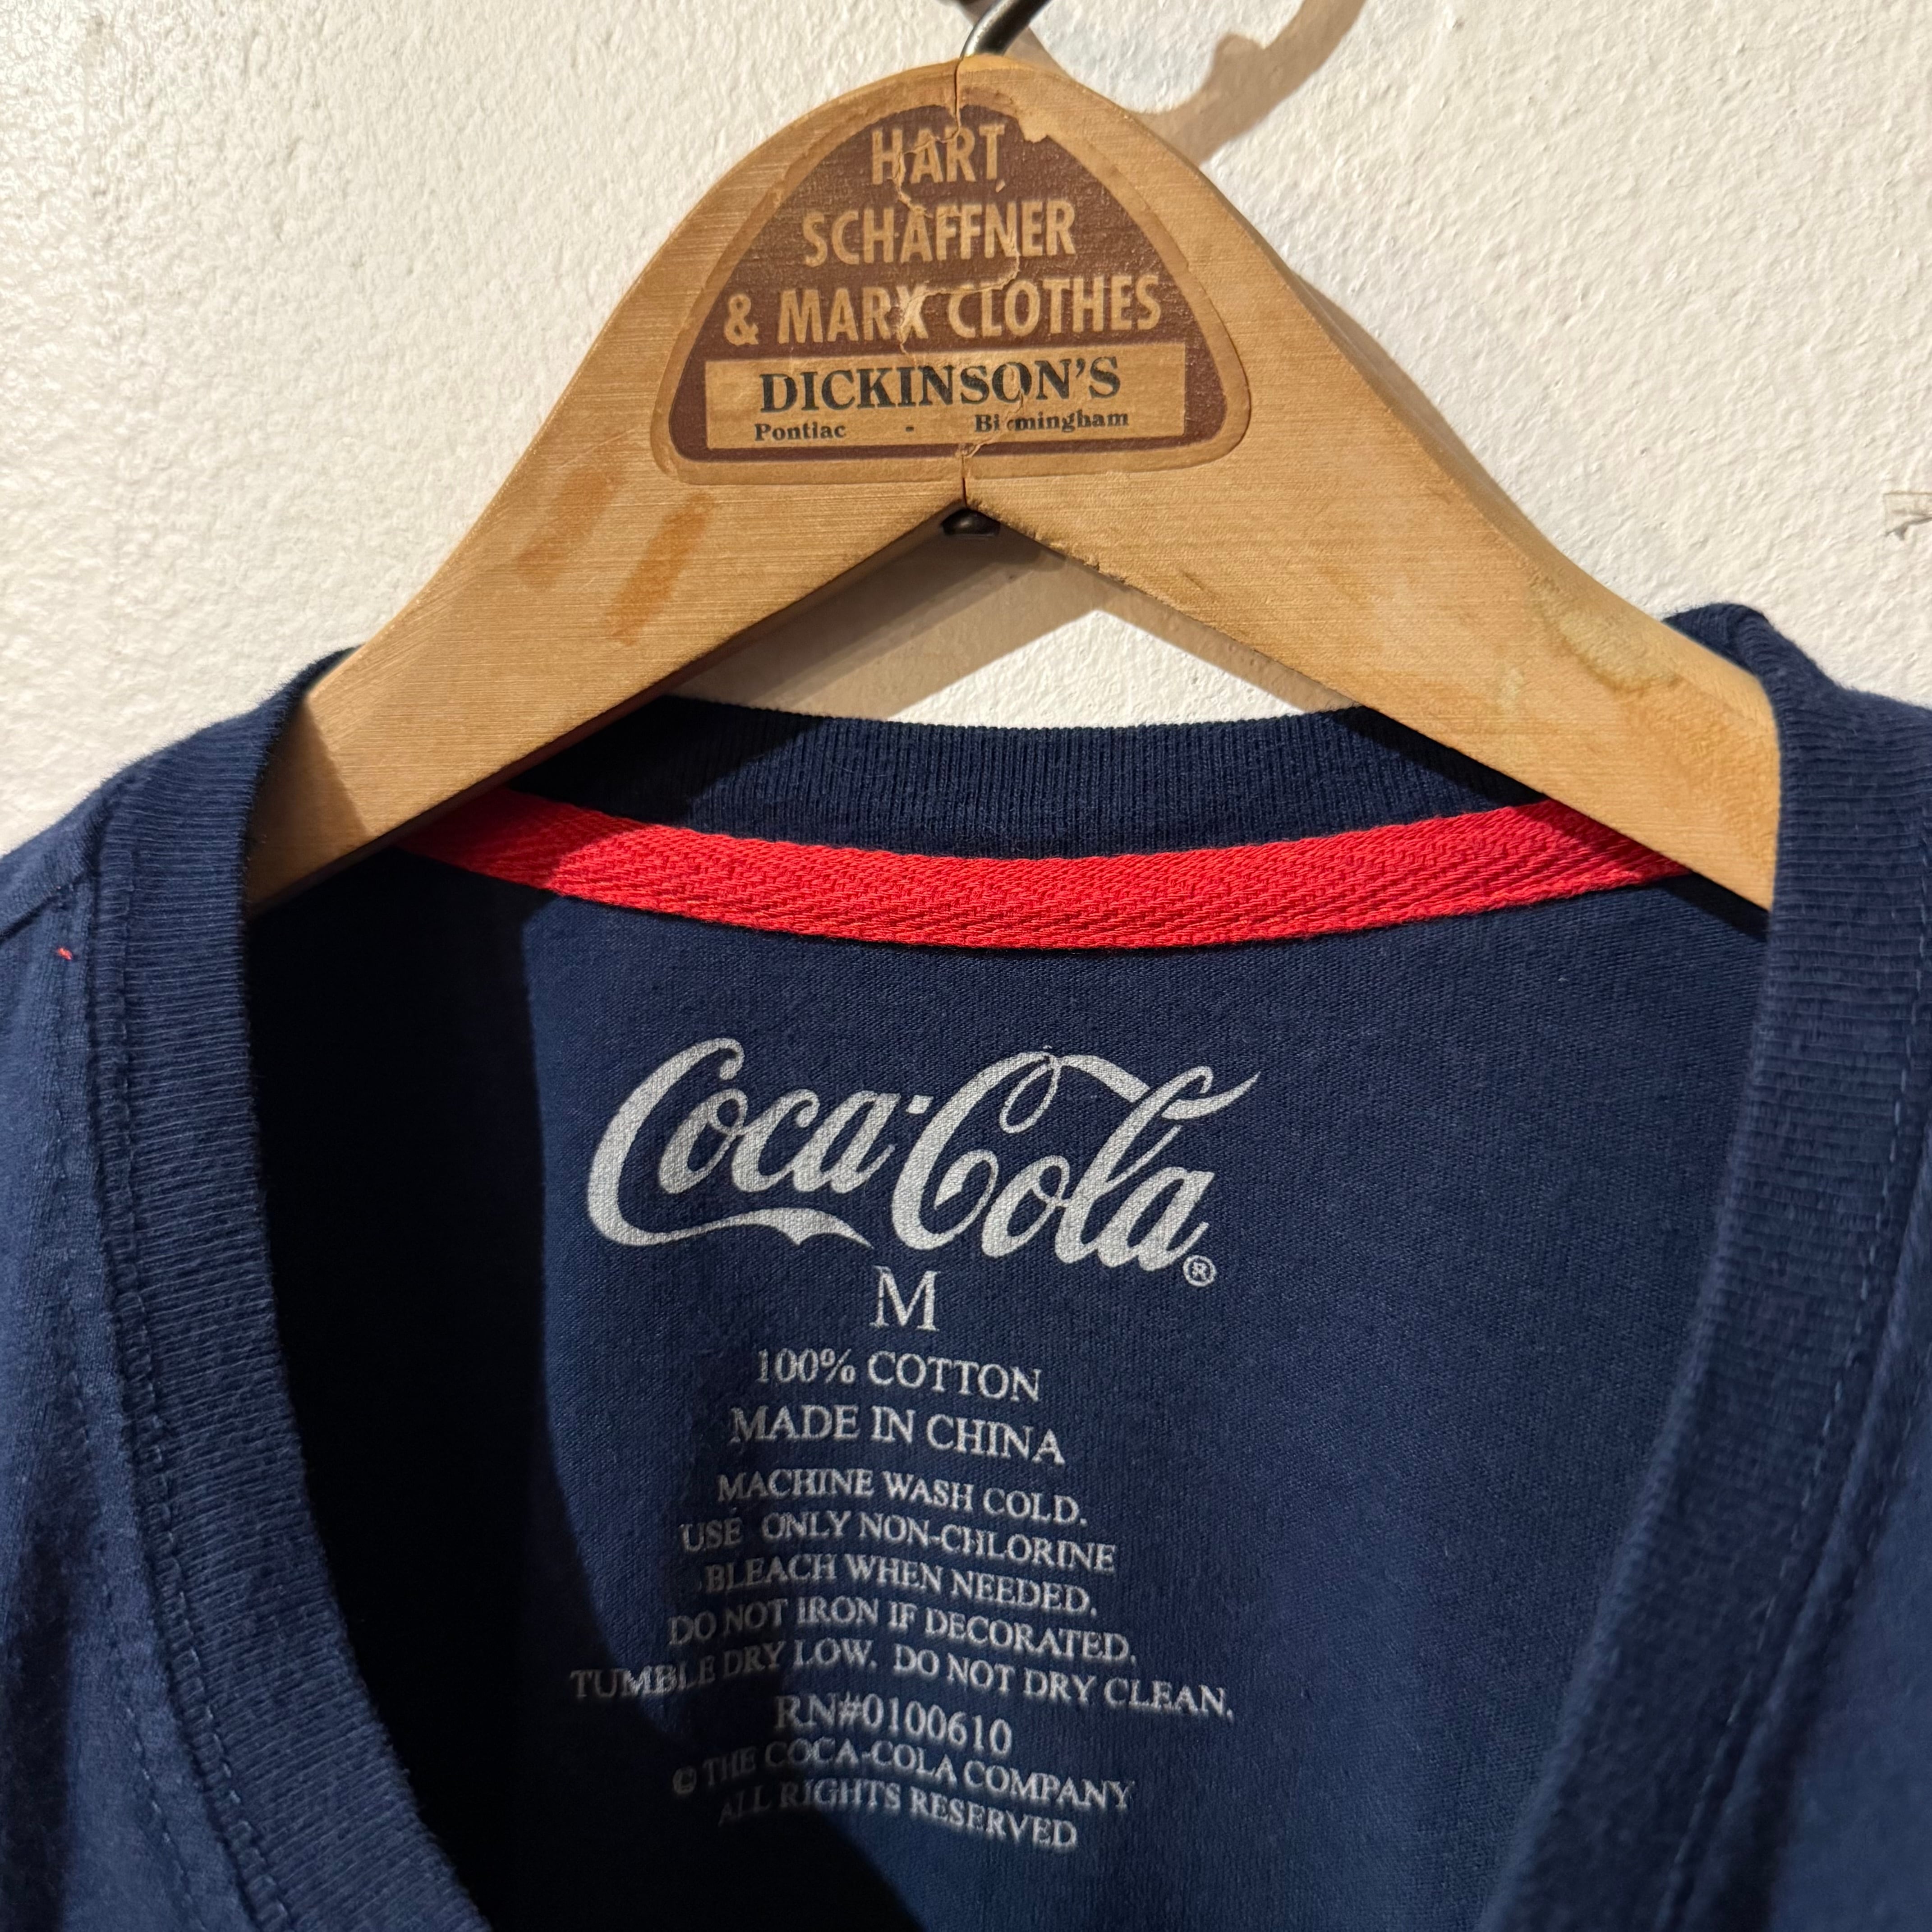 HART,
SCHAFFNER
& MARX CLOTHES
DICKINSON'S
Pontiac - Birmingham
Coca-Cola®
M
100% COTTON
MADE IN CHINA
MACHINE WASH COLD.
USE ONLY NON-CHLORINE
BLEACH WHEN NEEDED.
DO NOT IRON IF DECORATED.
TUMBLE DRY LOW. DO NOT DRY CLEAN.
RN#0100610
© THE COCA-COLA COMPANY
ALL RIGHTS RESERVED